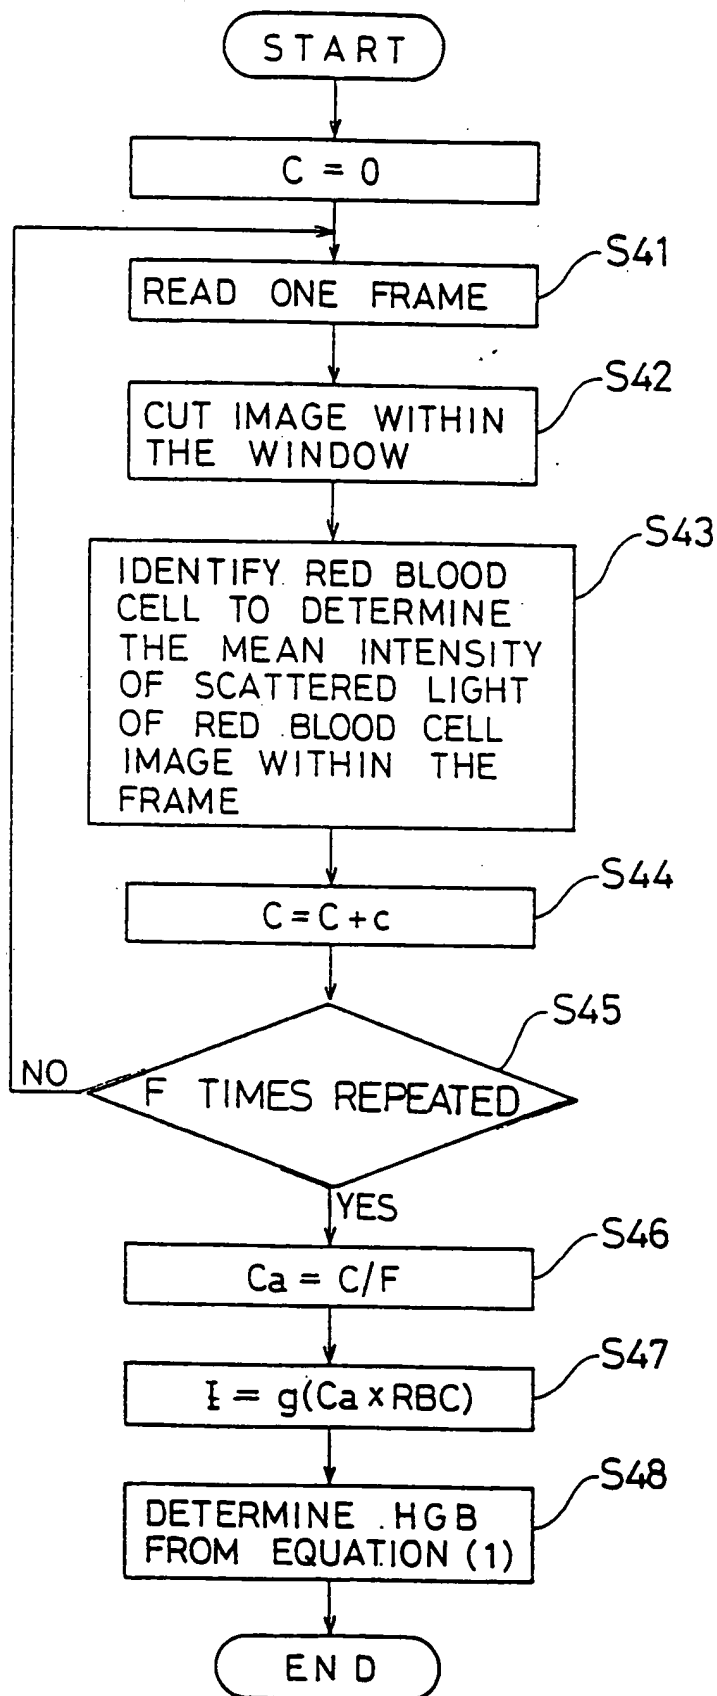 START
C = 0
S41
READ ONE FRAME
S42
CUT IMAGE WITHIN
THE WINDOW
S43
IDENTIFY RED BLOOD
CELL TO DETERMINE
THE MEAN INTENSITY
OF SCATTERED LIGHT
OF RED BLOOD CELL
IMAGE WITHIN THE
FRAME
S44
C = C + c
S45
F TIMES REPEATED
NO
YES
S46
Ca = C/F
S47
I = g(Ca x RBC)
S48
DETERMINE HGB
FROM EQUATION (1)
END